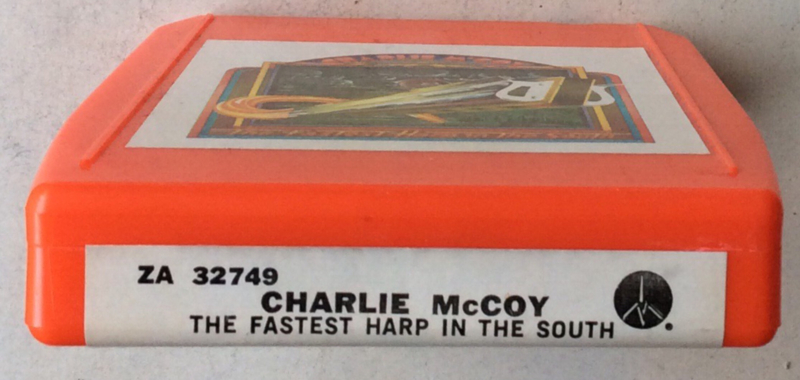 ZA 32749
CHARLIE McCOY
THE FASTEST HARP IN THE SOUTH